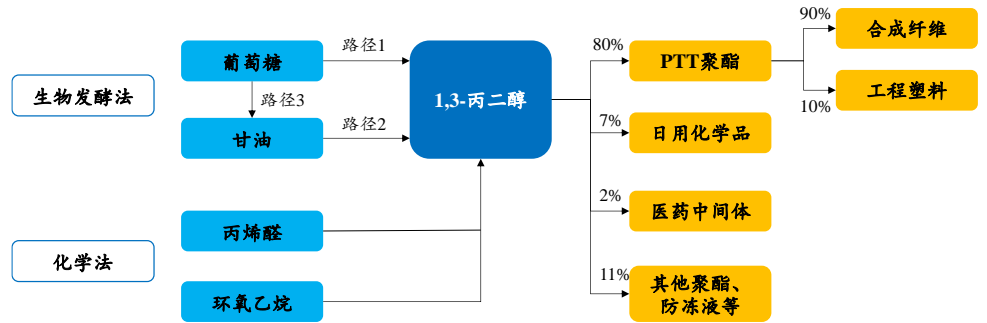 生物发酵法
葡萄糖
路径1
路径3
甘油
路径2
1,3-丙二醇
化学法
丙烯醛
环氧乙烷
80%
PTT聚酯
90%
合成纤维
10%
工程塑料
7%
日用化学品
2%
医药中间体
11%
其他聚酯、
防冻液等